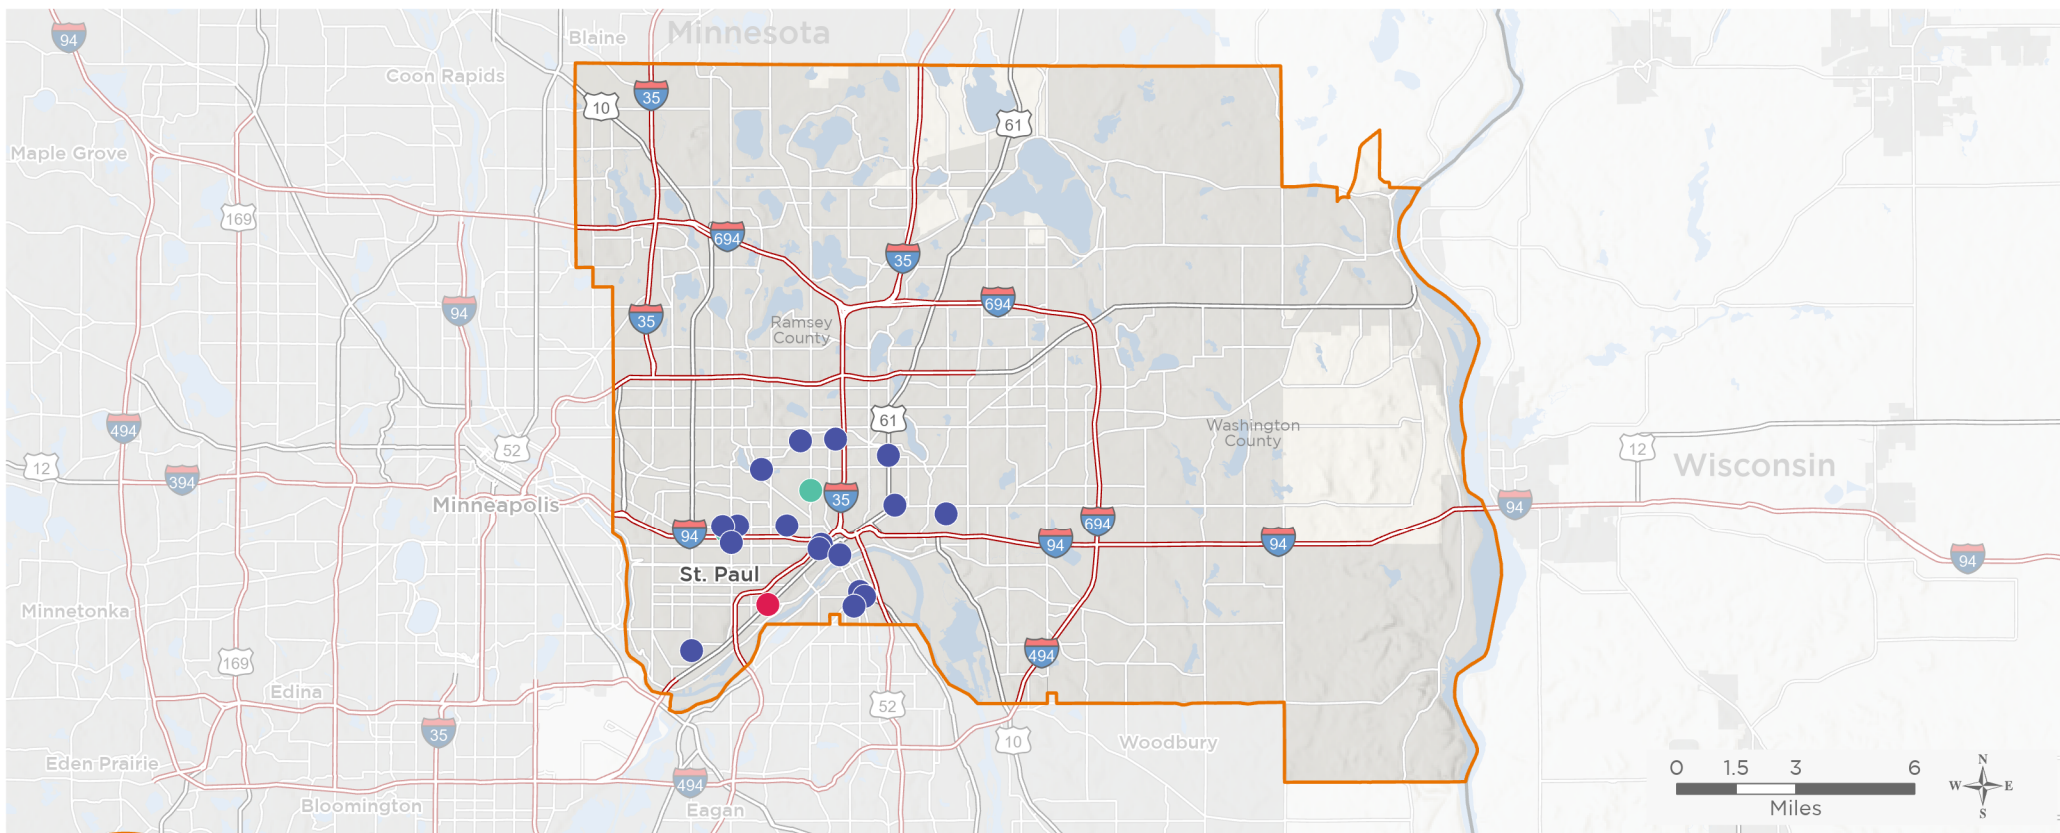 94
Blaine
Minnesota
Coon Rapids
35
10
61
Maple Grove
169
694
35
94
35
694
Ramsey
County
494
61
Washington
County
52
12
12
394
Wisconsin
Minneapolis
35
94
94
694
94
94
94
St. Paul
Minnetonka
494
169
Edina
52
35
10
Woodbury
Eden Prairie
494
Bloomington
Eagan
0 1.5 3 6
Miles
N
W E
S